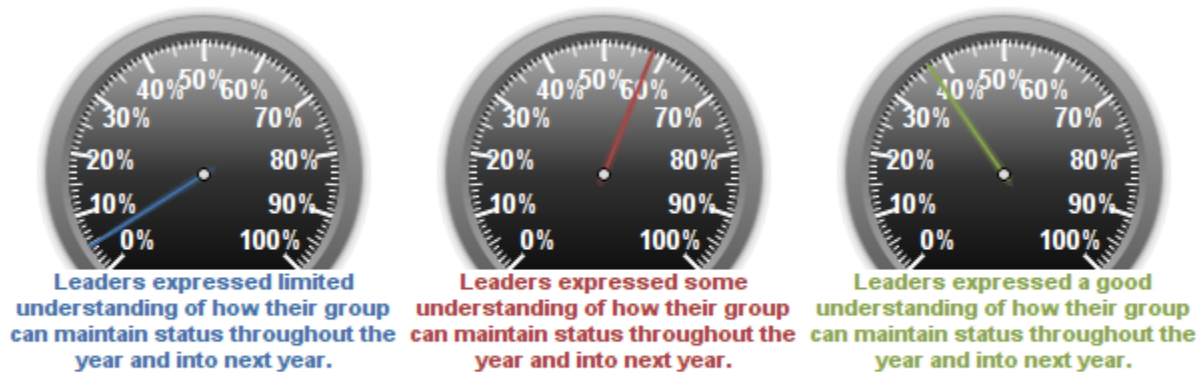 0%
10%
20%
30%
40%
50%
60%
70%
80%
90%
100%
Leaders expressed limited
understanding of how their group
can maintain status throughout the
year and into next year.
0%
10%
20%
30%
40%
50%
60%
70%
80%
90%
100%
Leaders expressed some
understanding of how their group
can maintain status throughout the
year and into next year.
0%
10%
20%
30%
40%
50%
60%
70%
80%
90%
100%
Leaders expressed a good
understanding of how their group
can maintain status throughout the
year and into next year.